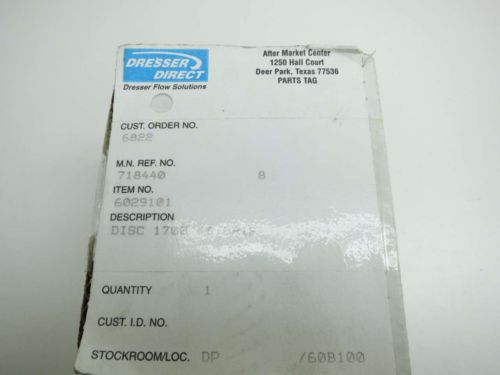 DRESSER
DIRECT
Dresser Flow Solutions
After Market Center
1250 Hall Court
Deer Park, Texas 77536
PARTS TAG
CUST. ORDER NO.
6822
M.N. REF. NO.
718440 8
ITEM NO.
6029101
DESCRIPTION
DISC 1700
QUANTITY 1
CUST. I.D. NO.
STOCKROOM/LOC. DP /60B100